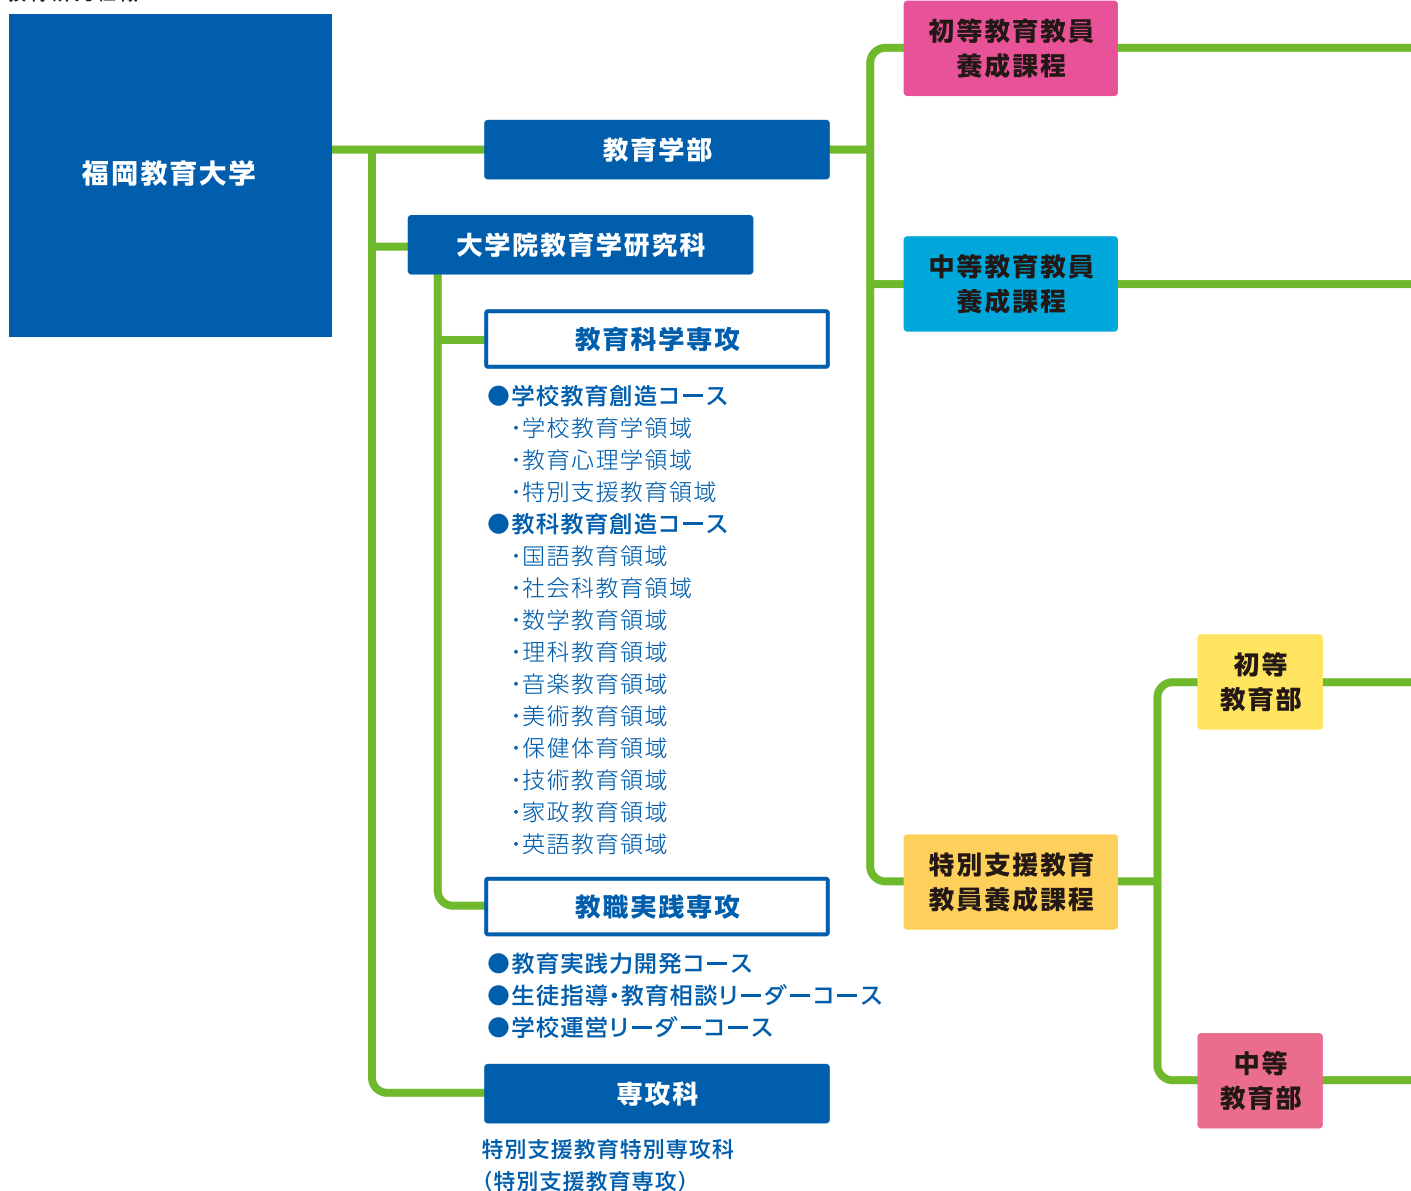 福岡教育大学
教育学部
大学院教育学研究科
教育科学専攻
●学校教育創造コース
・学校教育学領域
・教育心理学領域
・特別支援教育領域
●教科教育創造コース
・国語教育領域
・社会科教育領域
・数学教育領域
・理科教育領域
・音楽教育領域
・美術教育領域
・保健体育領域
・技術教育領域
・家政教育領域
・英語教育領域
教職実践専攻
●教育実践力開発コース
●生徒指導・教育相談リーダーコース
●学校運営リーダーコース
専攻科
特別支援教育特別専攻科
（特別支援教育専攻）
初等教育教員
養成課程
中等教育教員
養成課程
特別支援教育
教員養成課程
初等
教育部
中等
教育部